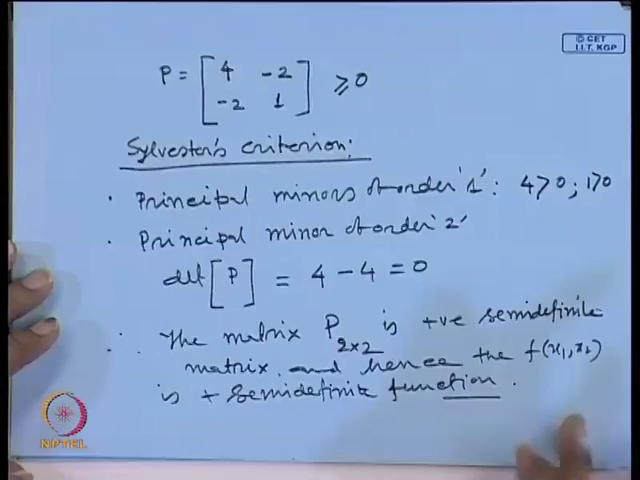 © CET
I.I.T. KGP
P = [ 4 -2
-2 1 ] ≥ 0
Sylvester's criterion:
· Principal minors of order '1': 4>0; 1>0
· Principal minor of order '2'
det [P] = 4 - 4 = 0
∴ The matrix P2x2 is +ve semidefinite
matrix and hence the f(x1, x2)
is + semidefinite function.
NPTEL